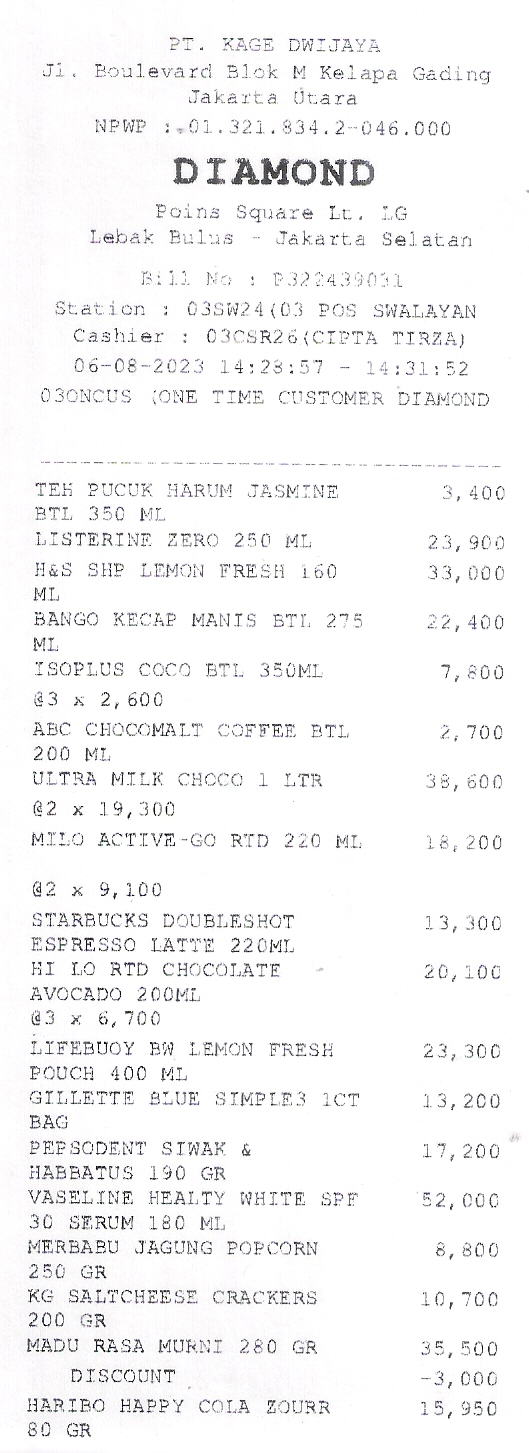 PT. KAGE DWIJAYA
Jl. Boulevard Blok M Kelapa Gading
Jakarta Utara
NPWP : 01.321.834.2-046.000
DIAMOND
Poins Square Lt. LG
Lebak Bulus - Jakarta Selatan
Bill No : P322439031
Station : 03SW24(03 POS SWALAYAN
Cashier : 03CSR26(CIPTA TIRZA)
06-08-2023 14:28:57 - 14:31:52
03ONCUS (ONE TIME CUSTOMER DIAMOND
TEH PUCUK HARUM JASMINE 3,400
BTL 350 ML
LISTERINE ZERO 250 ML 23,900
H&S SHP LEMON FRESH 160 33,000
ML
BANGO KECAP MANIS BTL 275 22,400
ML
ISOPLUS COCO BTL 350ML 7,800
@3 x 2,600
ABC CHOCOMALT COFFEE BTL 2,700
200 ML
ULTRA MILK CHOCO 1 LTR 38,600
@2 x 19,300
MILO ACTIVE-GO RTD 220 ML 18,200
@2 x 9,100
STARBUCKS DOUBLESHOT 13,300
ESPRESSO LATTE 220ML
HI LO RTD CHOCOLATE 20,100
AVOCADO 200ML
@3 x 6,700
LIFEBUOY BW LEMON FRESH 23,300
POUCH 400 ML
GILLETTE BLUE SIMPLE3 1CT 13,200
BAG
PEPSODENT SIWAK & 17,200
HABBATUS 190 GR
VASELINE HEALTY WHITE SPF 52,000
30 SERUM 180 ML
MERBABU JAGUNG POPCORN 8,800
250 GR
KG SALTCHEESE CRACKERS 10,700
200 GR
MADU RASA MURNI 280 GR 35,500
DISCOUNT -3,000
HARIBO HAPPY COLA ZOURR 15,950
80 GR